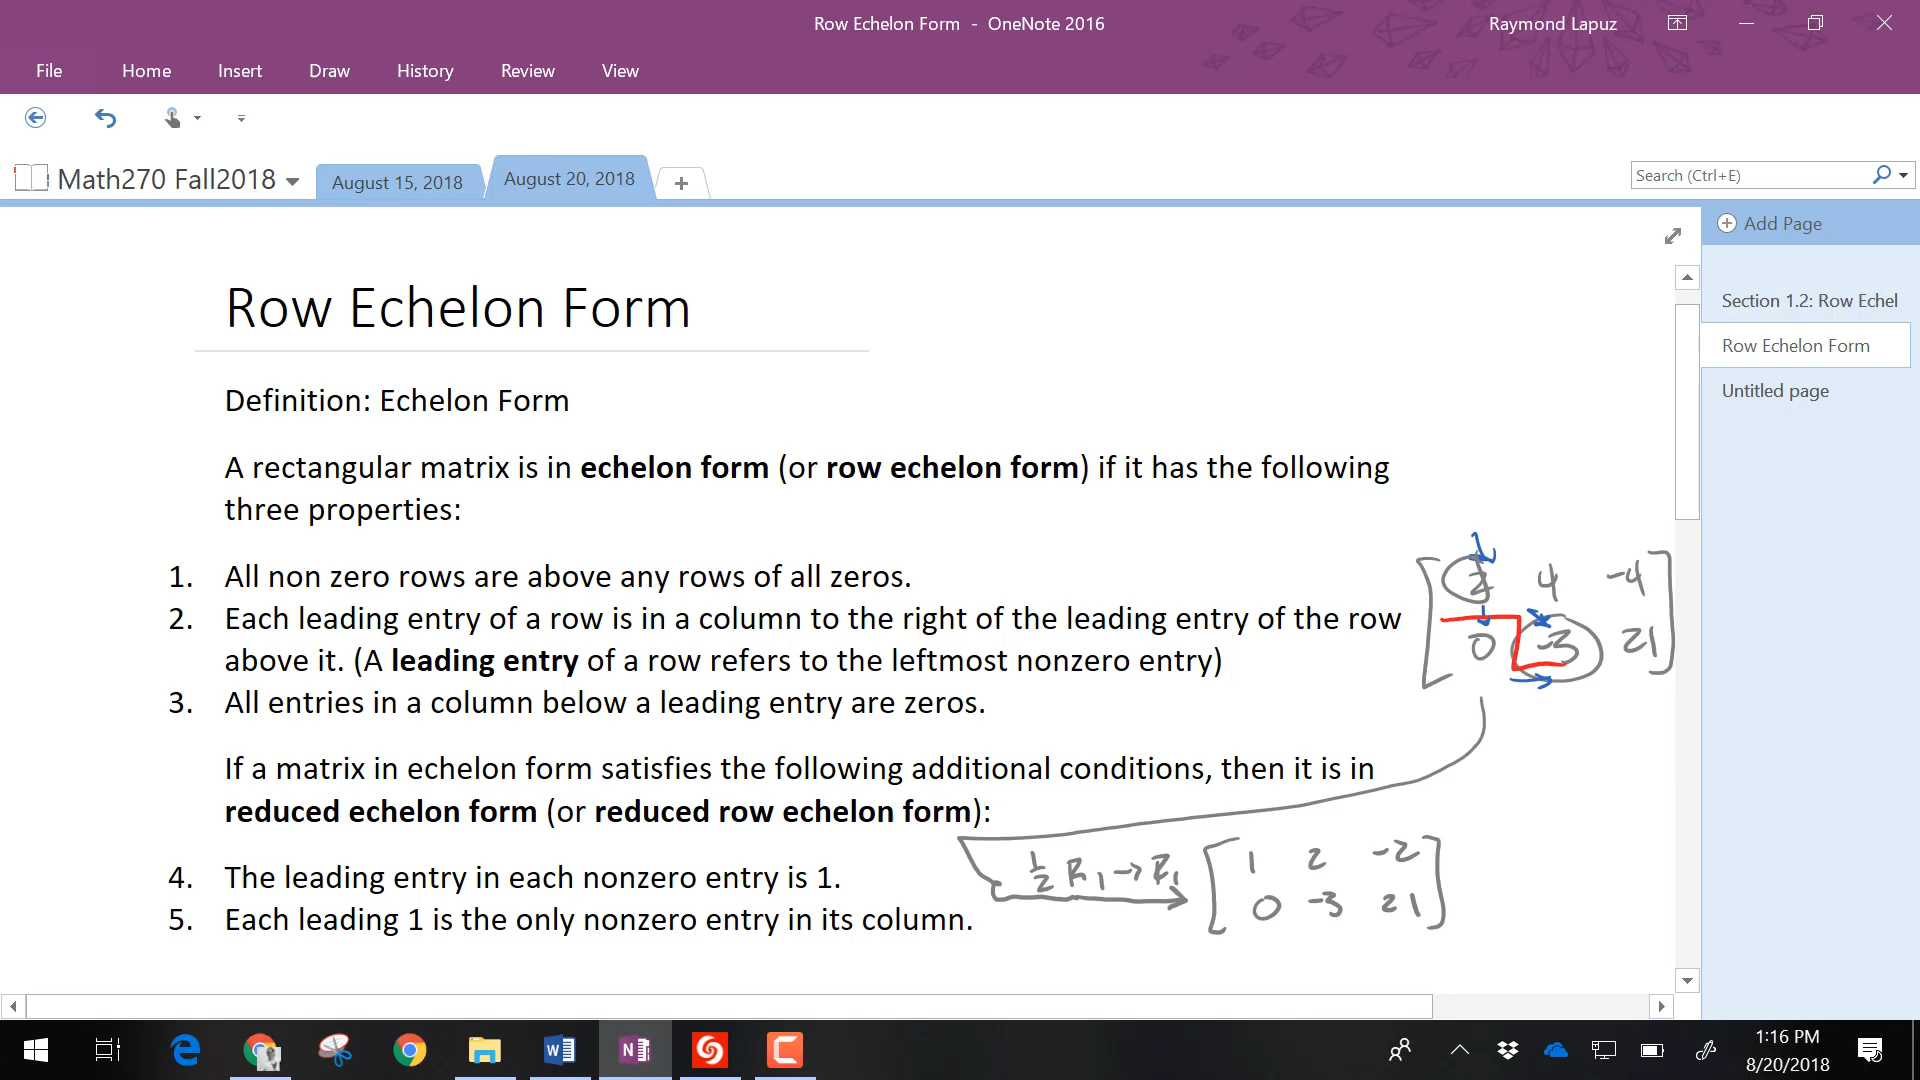 Row Echelon Form - OneNote 2016
Raymond Lapuz
File Home Insert Draw History Review View
Math270 Fall2018
August 15, 2018
August 20, 2018
Search (Ctrl+E)
Add Page
Section 1.2: Row Echel
Row Echelon Form
Untitled page
Row Echelon Form
Definition: Echelon Form
A rectangular matrix is in echelon form (or row echelon form) if it has the following
three properties:
1. All non zero rows are above any rows of all zeros.
2. Each leading entry of a row is in a column to the right of the leading entry of the row
above it. (A leading entry of a row refers to the leftmost nonzero entry)
3. All entries in a column below a leading entry are zeros.
2 4 -4
0 -3 21
If a matrix in echelon form satisfies the following additional conditions, then it is in
reduced echelon form (or reduced row echelon form):
4. The leading entry in each nonzero entry is 1.
5. Each leading 1 is the only nonzero entry in its column.
1/2 R1 → R1
1 2 -2
0 -3 21
1:16 PM
8/20/2018